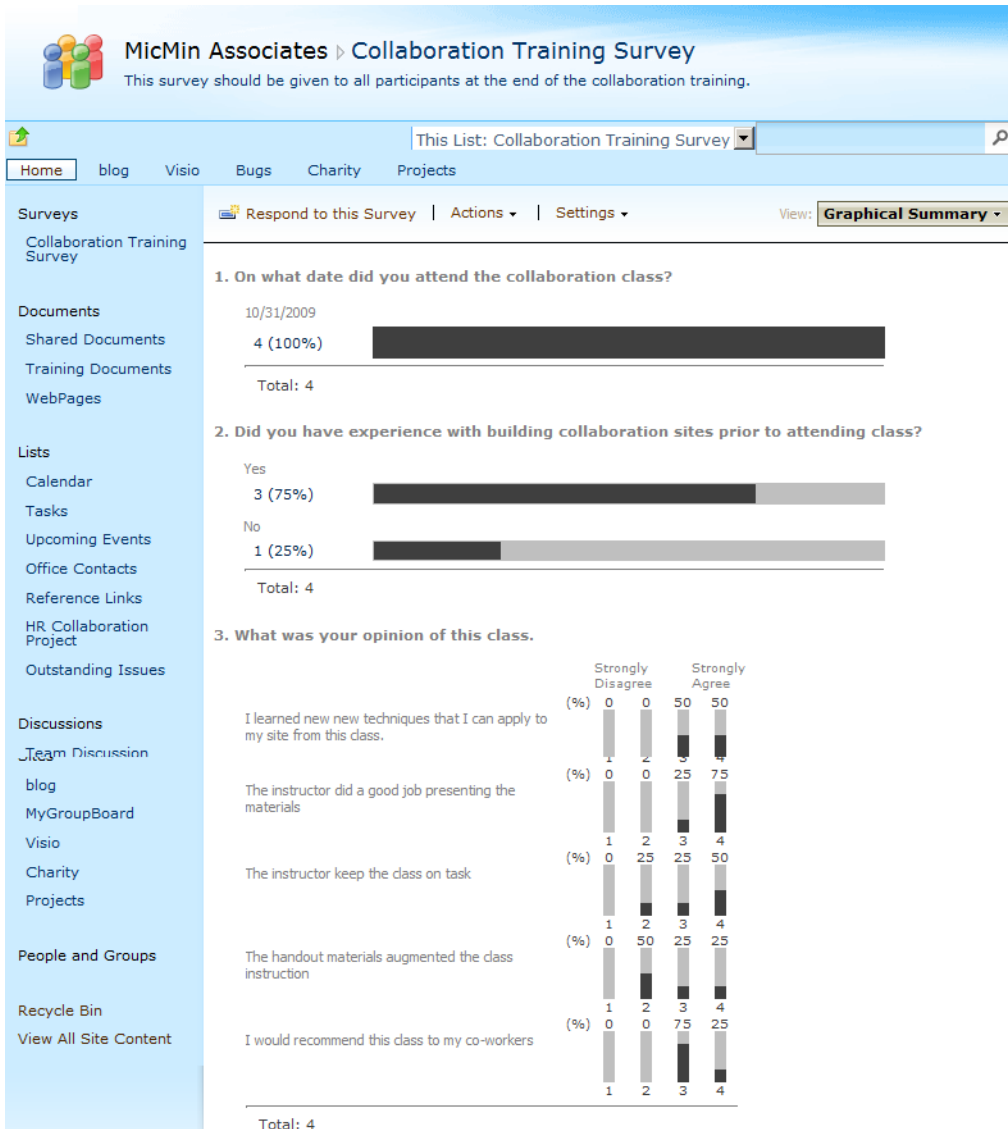 MicMin Associates ▷ Collaboration Training Survey
This survey should be given to all participants at the end of the collaboration training.
This List: Collaboration Training Survey
Home blog Visio Bugs Charity Projects
Surveys
Collaboration Training
Survey
Documents
Shared Documents
Training Documents
WebPages
Lists
Calendar
Tasks
Upcoming Events
Office Contacts
Reference Links
HR Collaboration
Project
Outstanding Issues
Discussions
Team Discussion
blog
MyGroupBoard
Visio
Charity
Projects
People and Groups
Recycle Bin
View All Site Content
Respond to this Survey | Actions | Settings View: Graphical Summary
1. On what date did you attend the collaboration class?
10/31/2009
4 (100%)
Total: 4
2. Did you have experience with building collaboration sites prior to attending class?
Yes
3 (75%)
No
1 (25%)
Total: 4
3. What was your opinion of this class.
Strongly Strongly
Disagree Agree
(%) 0 0 50 50
I learned new new techniques that I can apply to
my site from this class.
1 2 3 4
(%) 0 0 25 75
The instructor did a good job presenting the
materials
1 2 3 4
(%) 0 25 25 50
The instructor keep the class on task
1 2 3 4
(%) 0 50 25 25
The handout materials augmented the class
instruction
1 2 3 4
(%) 0 0 75 25
I would recommend this class to my co-workers
1 2 3 4
Total: 4